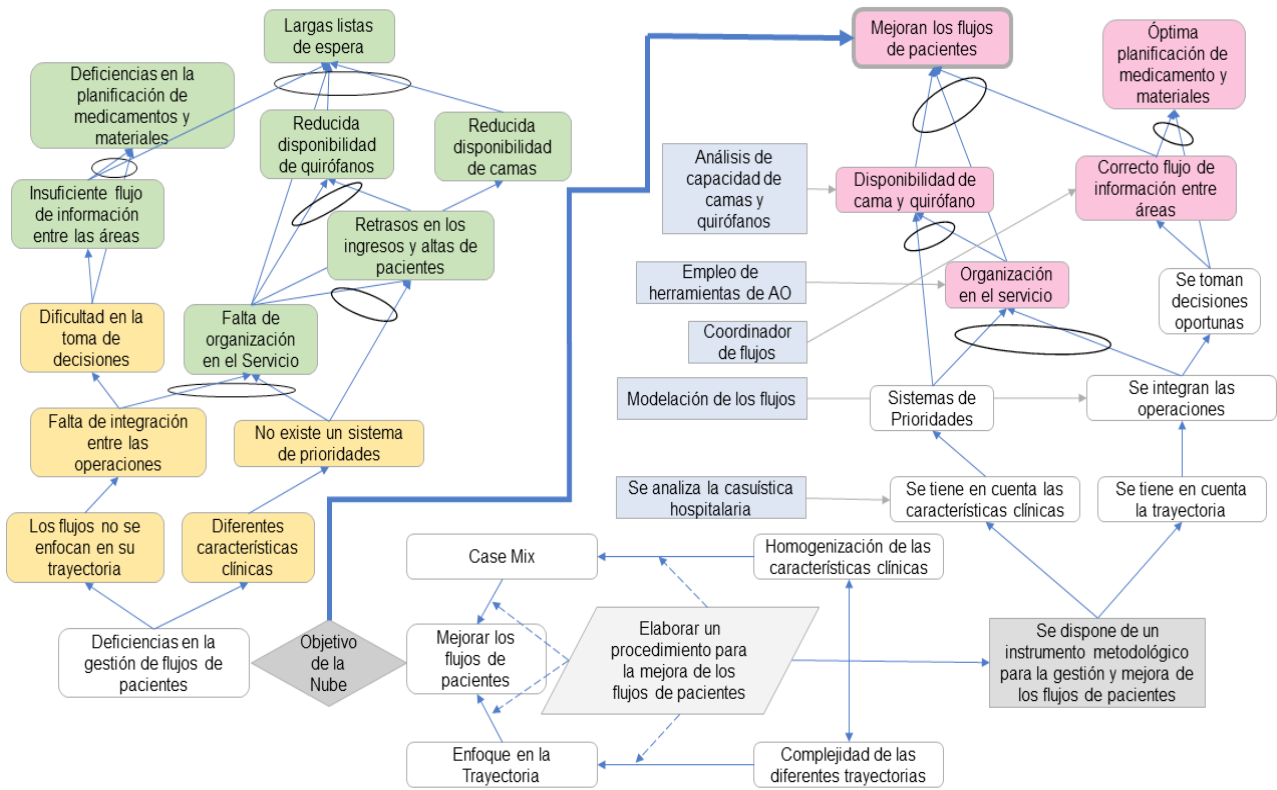 Largas listas
de espera
Deficiencias en la
planificación de
medicamentos y
materiales
Reducida
disponibilidad
de quirófanos
Reducida
disponibilidad
de camas
Insuficiente flujo
de información
entre las áreas
Retrasos en los
ingresos y altas de
pacientes
Dificultad en la
toma de
decisiones
Falta de
organización
en el Servicio
Falta de integración
entre las
operaciones
No existe un sistema
de prioridades
Los flujos no se
enfocan en su
trayectoria
Diferentes
características
clínicas
Deficiencias en la
gestión de flujos de
pacientes
Objetivo
de la
Nube
Mejorar los
flujos de
pacientes
Case Mix
Enfoque en la
Trayectoria
Elaborar un
procedimiento para
la mejora de los
flujos de pacientes
Homogenización de las
características clínicas
Complejidad de las
diferentes trayectorias
Mejoran los flujos
de pacientes
Óptima
planificación de
medicamento y
materiales
Análisis de
capacidad de
camas y
quirófanos
Disponibilidad de
cama y quirófano
Correcto flujo de
información entre
áreas
Empleo de
herramientas de AO
Organización
en el servicio
Se toman
decisiones
oportunas
Coordinador
de flujos
Modelación de los flujos
Sistemas de
Prioridades
Se integran las
operaciones
Se analiza la casuística
hospitalaria
Se tiene en cuenta las
características clínicas
Se tiene en cuenta
la trayectoria
Se dispone de un
instrumento metodológico
para la gestión y mejora de
los flujos de pacientes